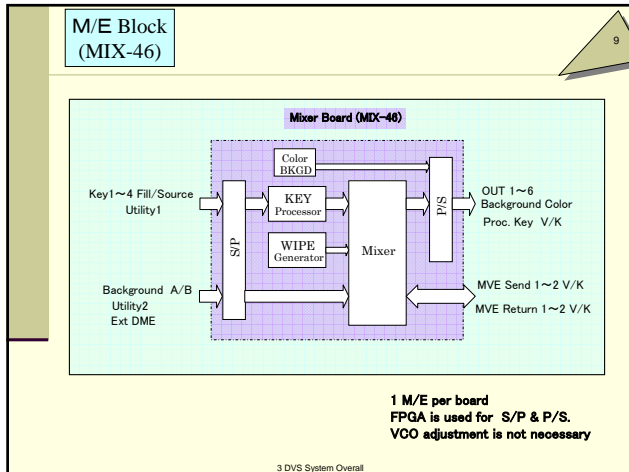 M/E Block
(MIX-46)
9
Mixer Board (MIX-46)
Color
BKGD
Key1~4 Fill/Source
Utility1
S/P
KEY
Processor
WIPE
Generator
Mixer
P/S
OUT 1~6
Background Color
Proc. Key V/K
Background A/B
Utility2
Ext DME
MVE Send 1~2 V/K
MVE Return 1~2 V/K
1 M/E per board
FPGA is used for S/P & P/S.
VCO adjustment is not necessary
3 DVS System Overall